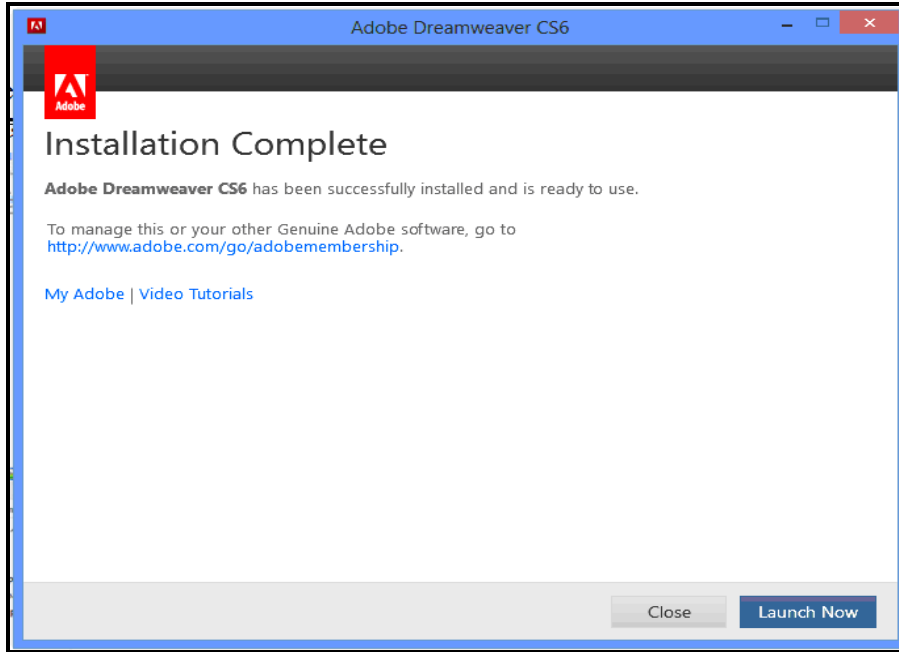 Adobe Dreamweaver CS6
Adobe
Installation Complete
Adobe Dreamweaver CS6 has been successfully installed and is ready to use.
To manage this or your other Genuine Adobe software, go to
http://www.adobe.com/go/adobemembership.
My Adobe | Video Tutorials
Close
Launch Now